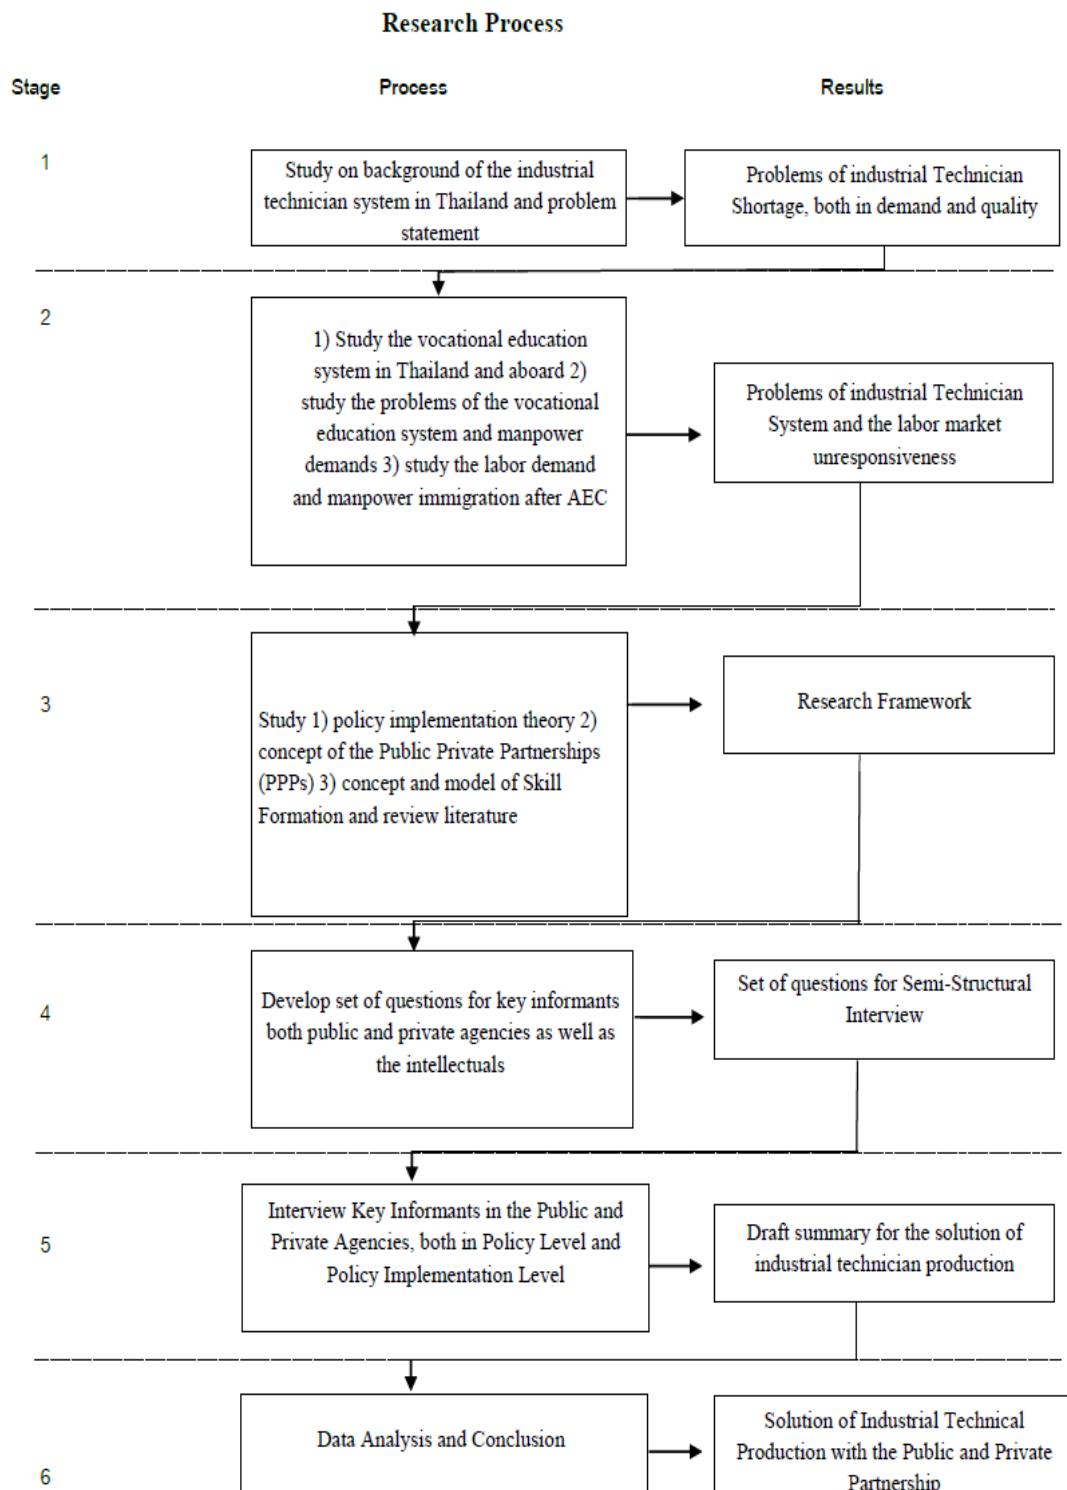 Research Process
Stage
Process
Results
1
Study on background of the industrial
technician system in Thailand and problem
statement
Problems of industrial Technician
Shortage, both in demand and quality
2
1) Study the vocational education
system in Thailand and aboard 2)
study the problems of the vocational
education system and manpower
demands 3) study the labor demand
and manpower immigration after AEC
Problems of industrial Technician
System and the labor market
unresponsiveness
3
Study 1) policy implementation theory 2)
concept of the Public Private Partnerships
(PPPs) 3) concept and model of Skill
Formation and review literature
Research Framework
4
Develop set of questions for key informants
both public and private agencies as well as
the intellectuals
Set of questions for Semi-Structural
Interview
5
Interview Key Informants in the Public and
Private Agencies, both in Policy Level and
Policy Implementation Level
Draft summary for the solution of
industrial technician production
6
Data Analysis and Conclusion
Solution of Industrial Technical
Production with the Public and Private
Partnership